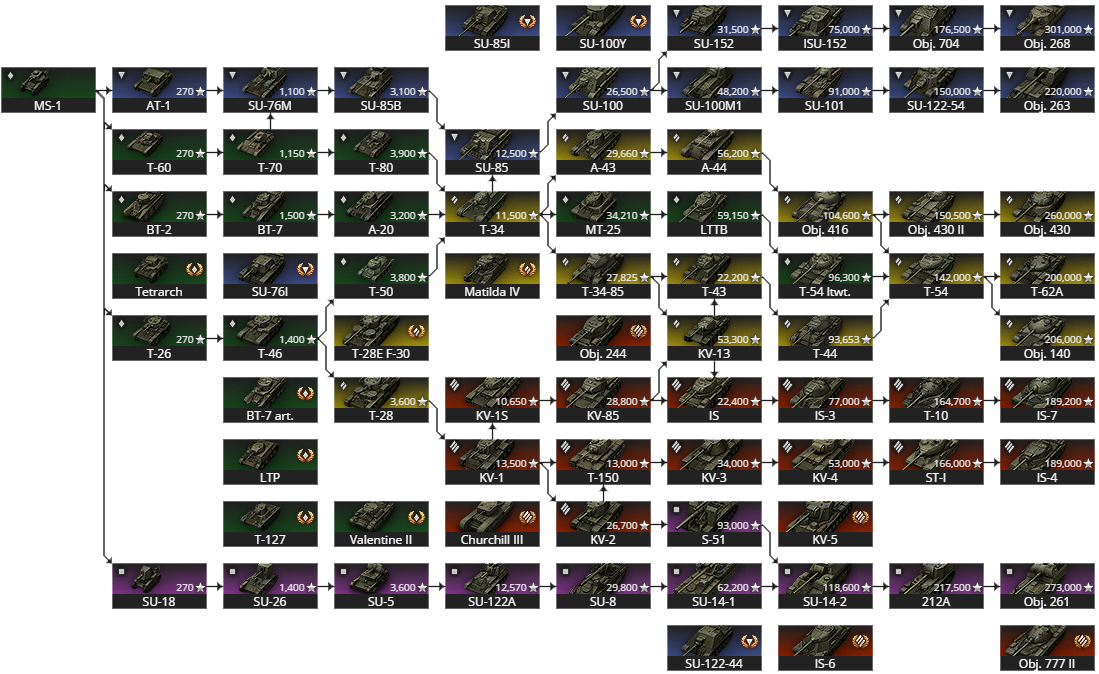 SU-85I
SU-100Y
31,500
SU-152
75,000
ISU-152
176,500
Obj. 704
301,000
Obj. 268
MS-1
270
AT-1
1,100
SU-76M
3,100
SU-85B
26,500
SU-100
48,200
SU-100M1
91,000
SU-101
150,000
SU-122-54
220,000
Obj. 263
270
T-60
1,150
T-70
3,900
T-80
12,500
SU-85
29,660
A-43
56,200
A-44
270
BT-2
1,500
BT-7
3,200
A-20
11,500
T-34
34,210
MT-25
59,150
LTTB
104,600
Obj. 416
150,500
Obj. 430 II
260,000
Obj. 430
Tetrarch
SU-76I
3,800
T-50
Matilda IV
27,825
T-34-85
22,200
T-43
96,300
T-54 ltwt.
142,000
T-54
200,000
T-62A
270
T-26
1,400
T-46
T-28E F-30
Obj. 244
53,300
KV-13
93,653
T-44
206,000
Obj. 140
BT-7 art.
3,600
T-28
10,650
KV-1S
28,800
KV-85
22,400
IS
77,000
IS-3
164,700
T-10
189,200
IS-7
LTP
13,500
KV-1
13,000
T-150
34,000
KV-3
53,000
KV-4
166,000
ST-I
189,000
IS-4
T-127
Valentine II
Churchill III
26,700
KV-2
93,000
S-51
KV-5
270
SU-18
1,400
SU-26
3,600
SU-5
12,570
SU-122A
29,800
SU-8
62,200
SU-14-1
118,600
SU-14-2
217,500
212A
273,000
Obj. 261
SU-122-44
IS-6
Obj. 777 II